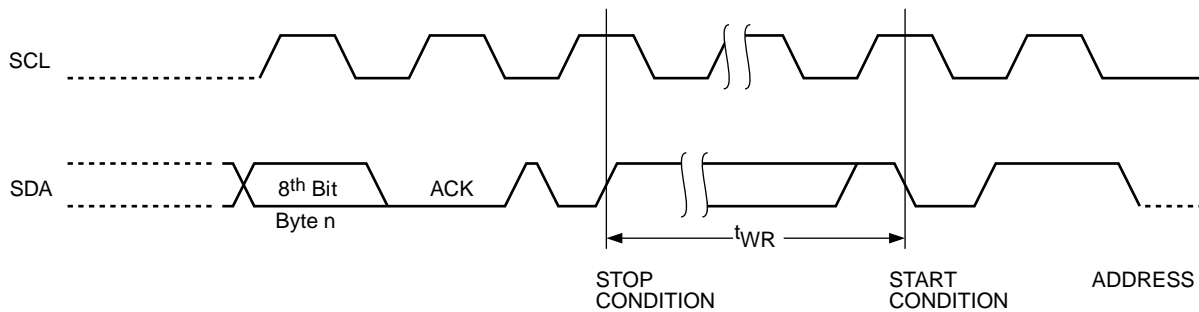 SCL
SDA
8th Bit
Byte n
ACK
tWR
STOP
CONDITION
START
CONDITION
ADDRESS